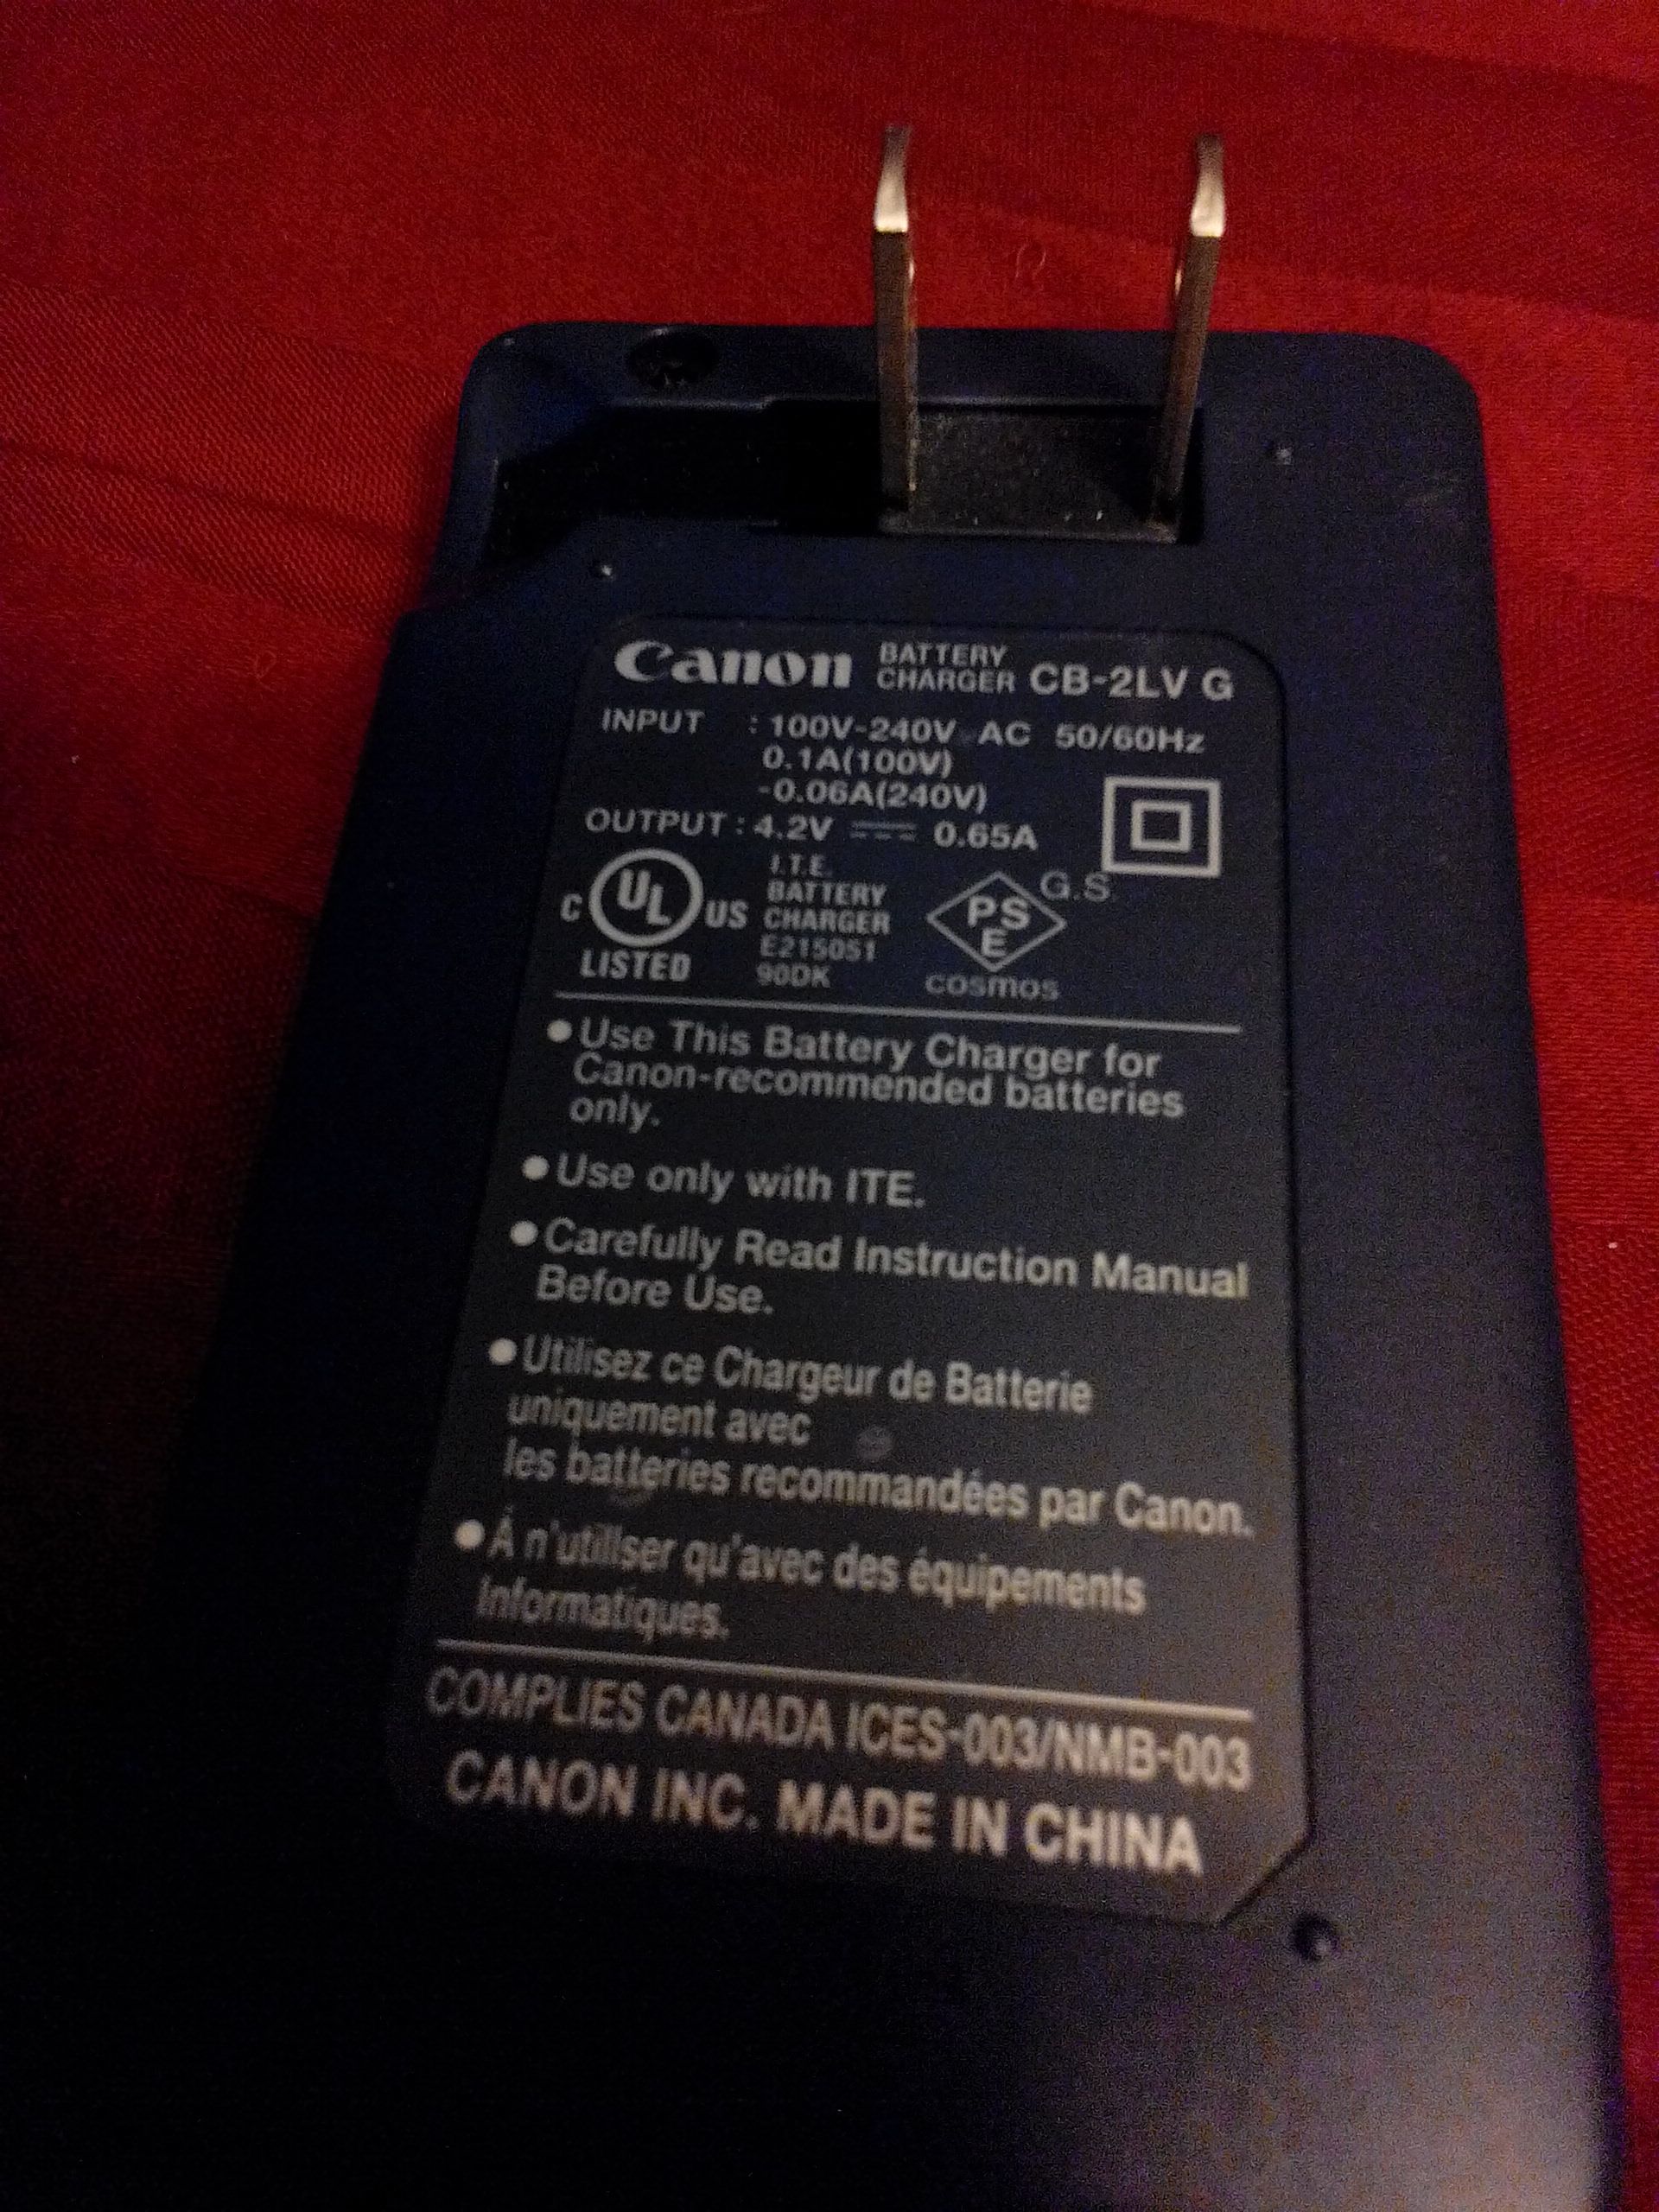 Canon BATTERY CHARGER CB-2LV G
INPUT : 100V-240V AC 50/60Hz
0.1A(100V)
-0.06A(240V)
OUTPUT : 4.2V 0.65A
C UL US LISTED
I.T.E.
BATTERY
CHARGER
E215051
90DK
PS
E
G.S.
cosmos
●Use This Battery Charger for
Canon-recommended batteries
only.
●Use only with ITE.
●Carefully Read Instruction Manual
Before Use.
●Utilisez ce Chargeur de Batterie
uniquement avec
les batteries recommandées par Canon.
●À n'utiliser qu'avec des équipements
Informatiques.
COMPLIES CANADA ICES-003/NMB-003
CANON INC. MADE IN CHINA